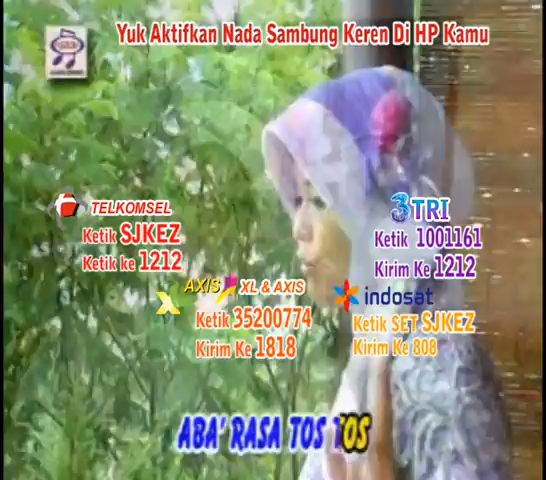 Yuk Aktifkan Nada Sambung Keren Di HP Kamu
TELKOMSEL
Ketik SJKEZ
Ketik ke 1212
3 TRI
Ketik 1001161
Kirim Ke 1212
AXIS XL & AXIS
Ketik 35200774
Kirim Ke 1818
indosat
Ketik SET SJKEZ
Kirim Ke 808
ABA' RASA TOS TOS